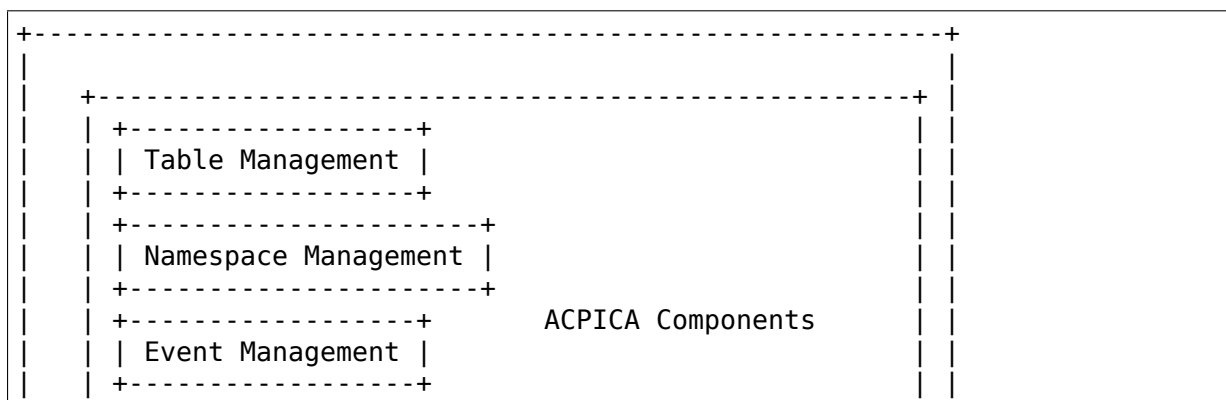 +---------------------------------------------------------+
|                                                         |
|   +---------------------------------------------------+ |
|   | +------------------+                              | |
|   | | Table Management |                              | |
|   | +------------------+                              | |
|   | +----------------------+                          | |
|   | | Namespace Management |                          | |
|   | +----------------------+                          | |
|   | +------------------+       ACPICA Components      | |
|   | | Event Management |                              | |
|   | +------------------+                              | |